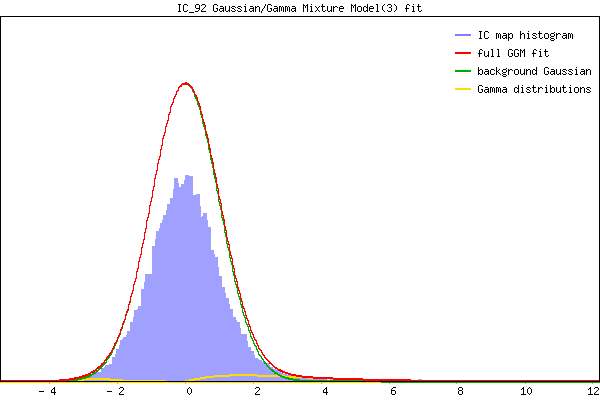 IC_92 Gaussian/Gamma Mixture Model(3) fit
IC map histogram
full GGM fit
background Gaussian
Gamma distributions
-4 -2 0 2 4 6 8 10 12